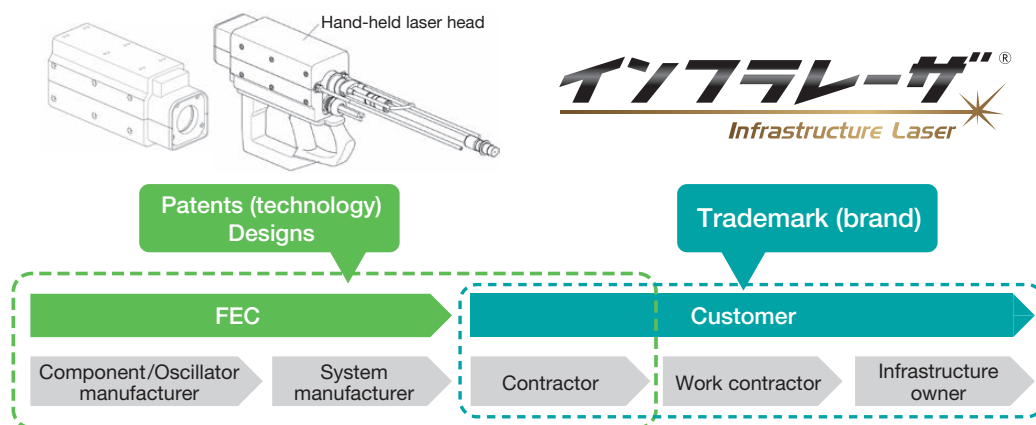 Hand-held laser head
インフラレーザ®
Infrastructure Laser
Patents (technology)
Designs
Trademark (brand)
FEC
Customer
Component/Oscillator
manufacturer
System
manufacturer
Contractor
Work contractor
Infrastructure
owner